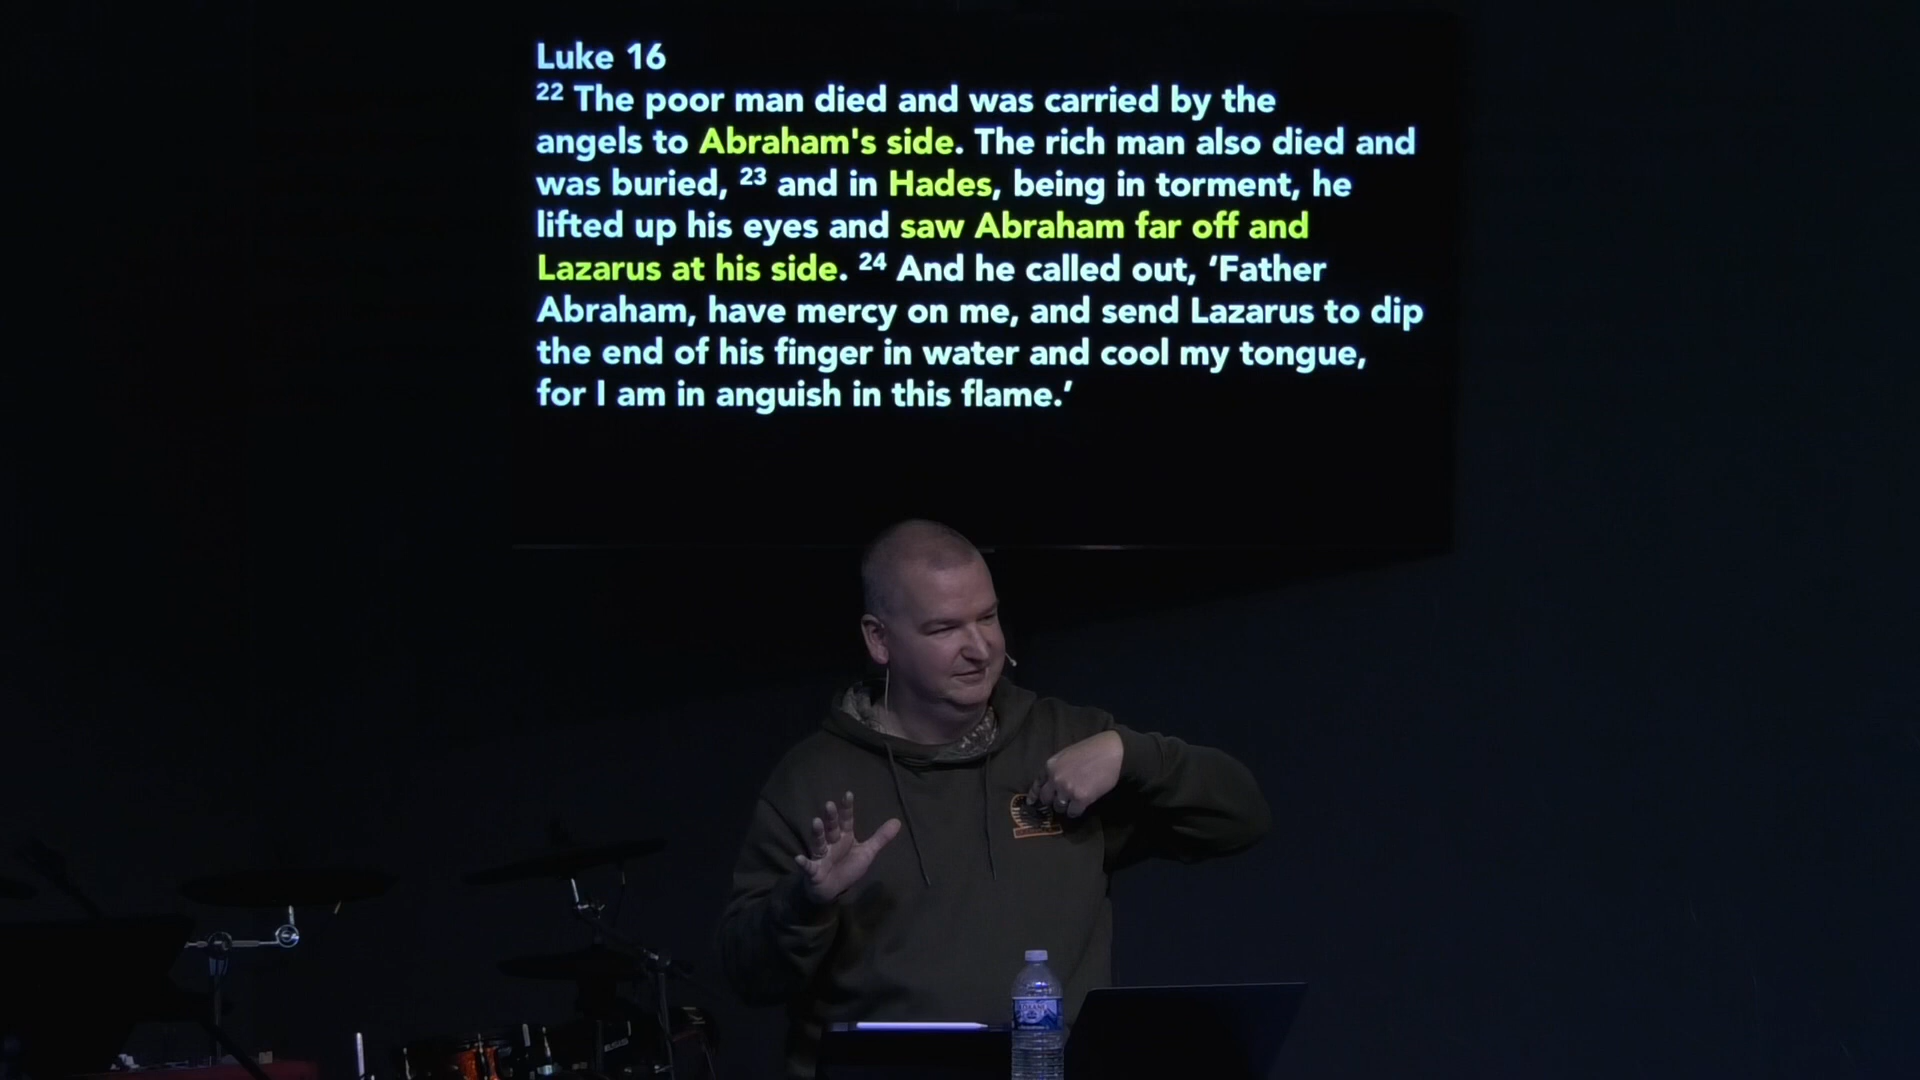 Luke 16
22 The poor man died and was carried by the
angels to Abraham's side. The rich man also died and
was buried, 23 and in Hades, being in torment, he
lifted up his eyes and saw Abraham far off and
Lazarus at his side. 24 And he called out, ‘Father
Abraham, have mercy on me, and send Lazarus to dip
the end of his finger in water and cool my tongue,
for I am in anguish in this flame.’